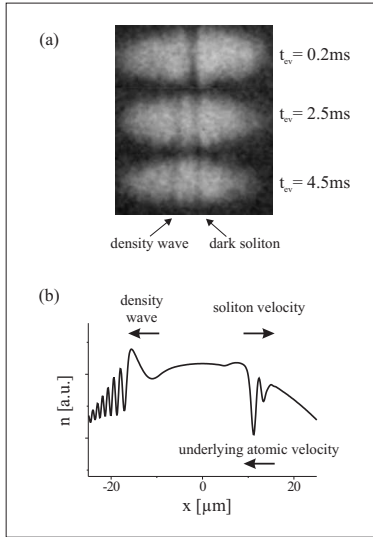 (a)
t_ev = 0.2ms
t_ev = 2.5ms
t_ev = 4.5ms
density wave dark soliton
(b)
density wave
soliton velocity
n [a.u.]
underlying atomic velocity
-20 0 20
x [μm]